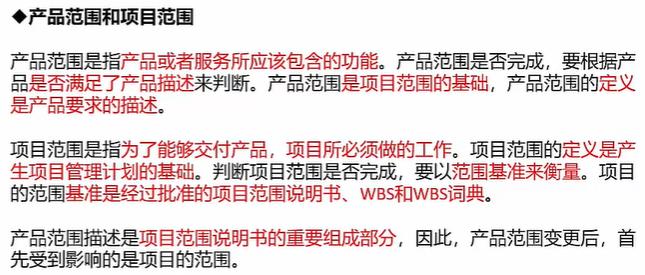 ◆产品范围和项目范围
产品范围是指产品或者服务所应该包含的功能。产品范围是否完成，要根据产
品是否满足了产品描述来判断。产品范围是项目范围的基础，产品范围的定义
是产品要求的描述。
项目范围是指为了能够交付产品，项目所必须做的工作。项目范围的定义是产
生项目管理计划的基础。判断项目范围是否完成，要以范围基准来衡量。项目
的范围基准是经过批准的项目范围说明书、WBS和WBS词典。
产品范围描述是项目范围说明书的重要组成部分，因此，产品范围变更后，首
先受到影响的是项目的范围。